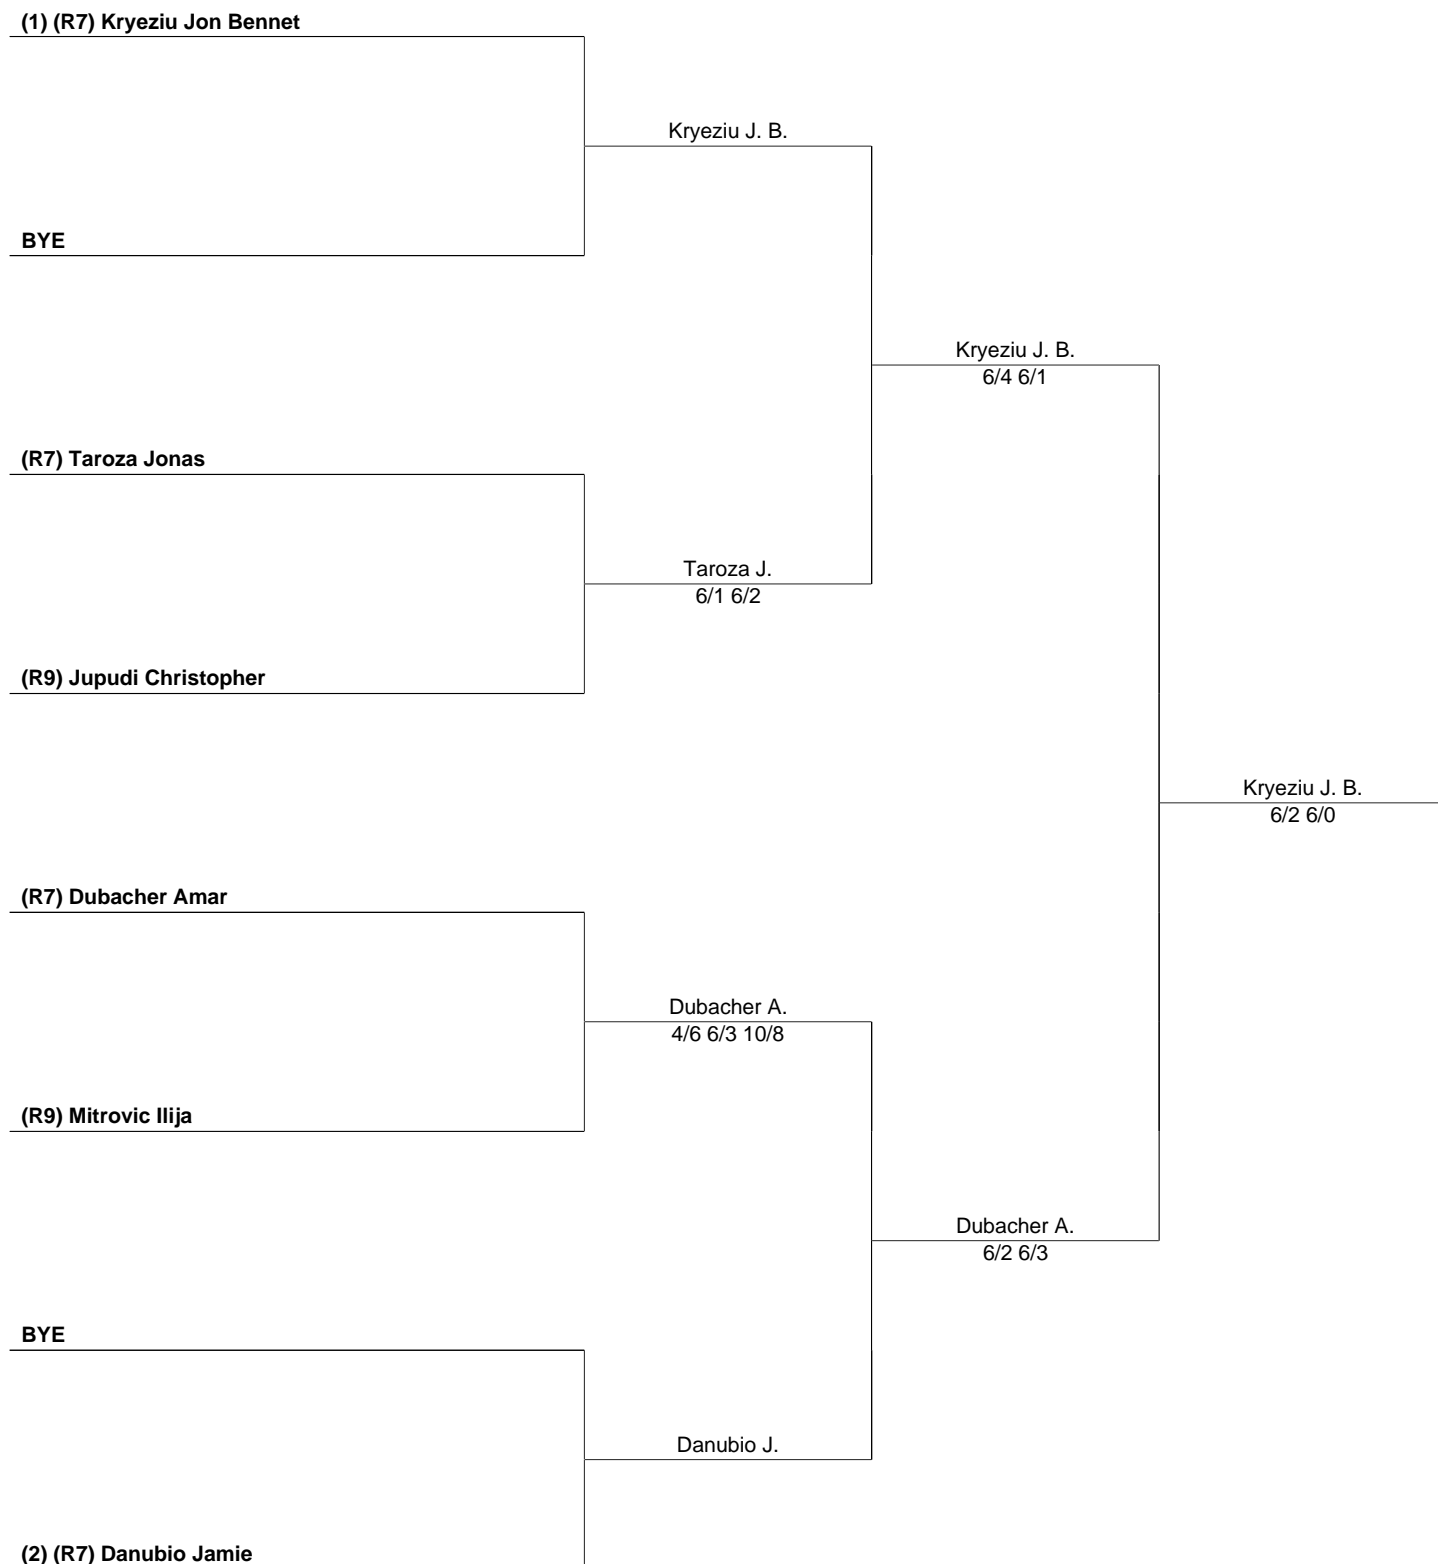 (1) (R7) Kryeziu Jon Bennet
Kryeziu J. B.
BYE
Kryeziu J. B.
6/4 6/1
(R7) Taroza Jonas
Taroza J.
6/1 6/2
(R9) Jupudi Christopher
Kryeziu J. B.
6/2 6/0
(R7) Dubacher Amar
Dubacher A.
4/6 6/3 10/8
(R9) Mitrovic Ilija
Dubacher A.
6/2 6/3
BYE
Danubio J.
(2) (R7) Danubio Jamie